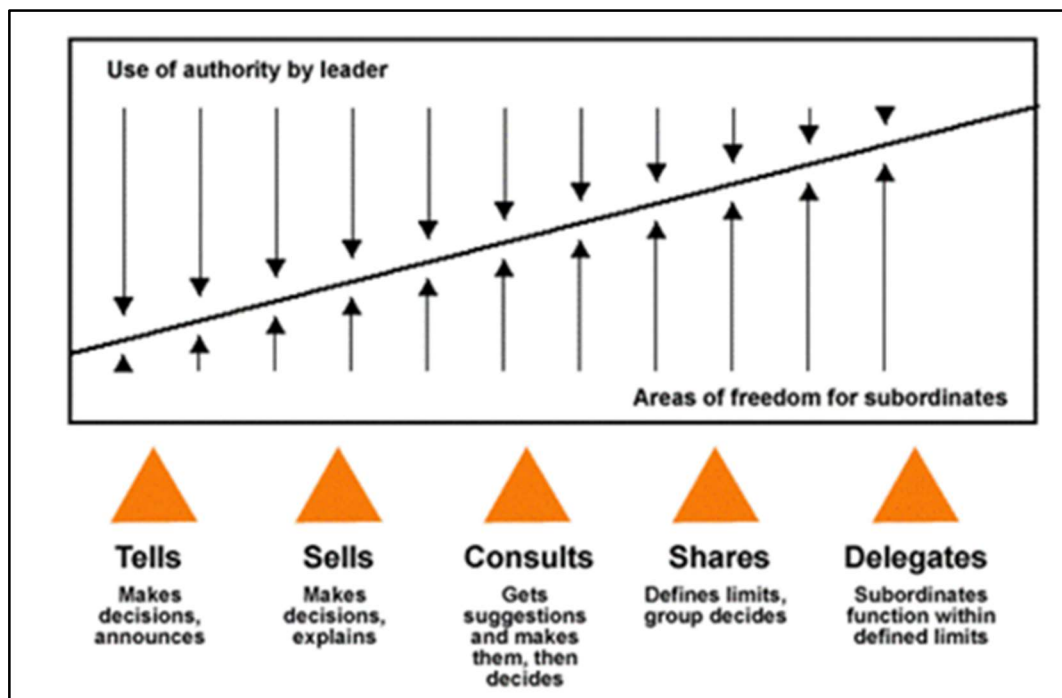 Use of authority by leader
Areas of freedom for subordinates
Tells
Makes
decisions,
announces
Sells
Makes
decisions,
explains
Consults
Gets
suggestions
and makes
them, then
decides
Shares
Defines limits,
group decides
Delegates
Subordinates
function within
defined limits